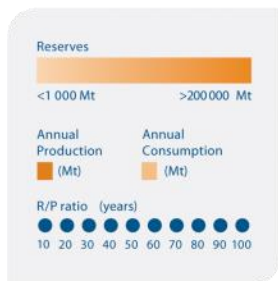 Reserves
<1 000 Mt >200 000 Mt
Annual Production Annual Consumption
(Mt) (Mt)
R/P ratio (years)
10 20 30 40 50 60 70 80 90 100